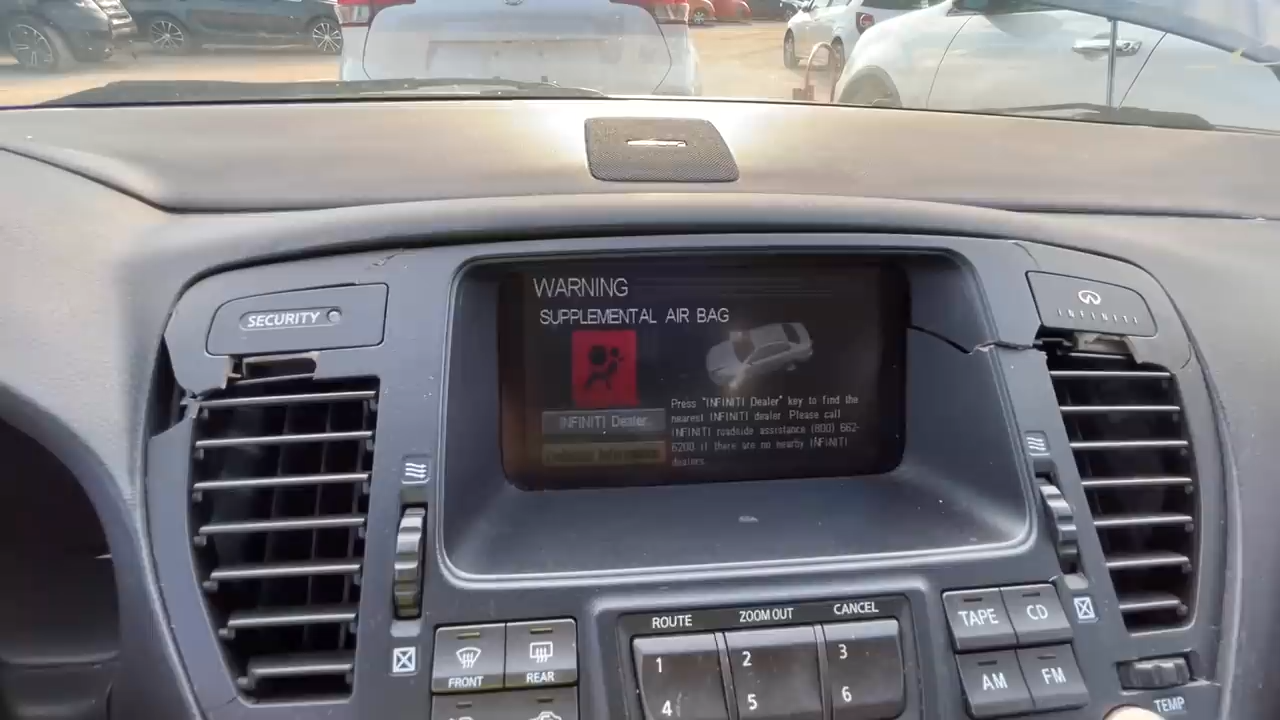 WARNING
SUPPLEMENTAL AIR BAG
SECURITY
INFINITI
Press "INFINITI Dealer" key to find the
nearest INFINITI dealer. Please call
INFINITI roadside assistance (800) 662-
6200 if there are no nearby INFINITI
dealers.
INFINITI Dealer
Information
ROUTE
ZOOM OUT
CANCEL
TAPE
CD
FRONT
REAR
1
2
3
4
5
6
AM
FM
TEMP